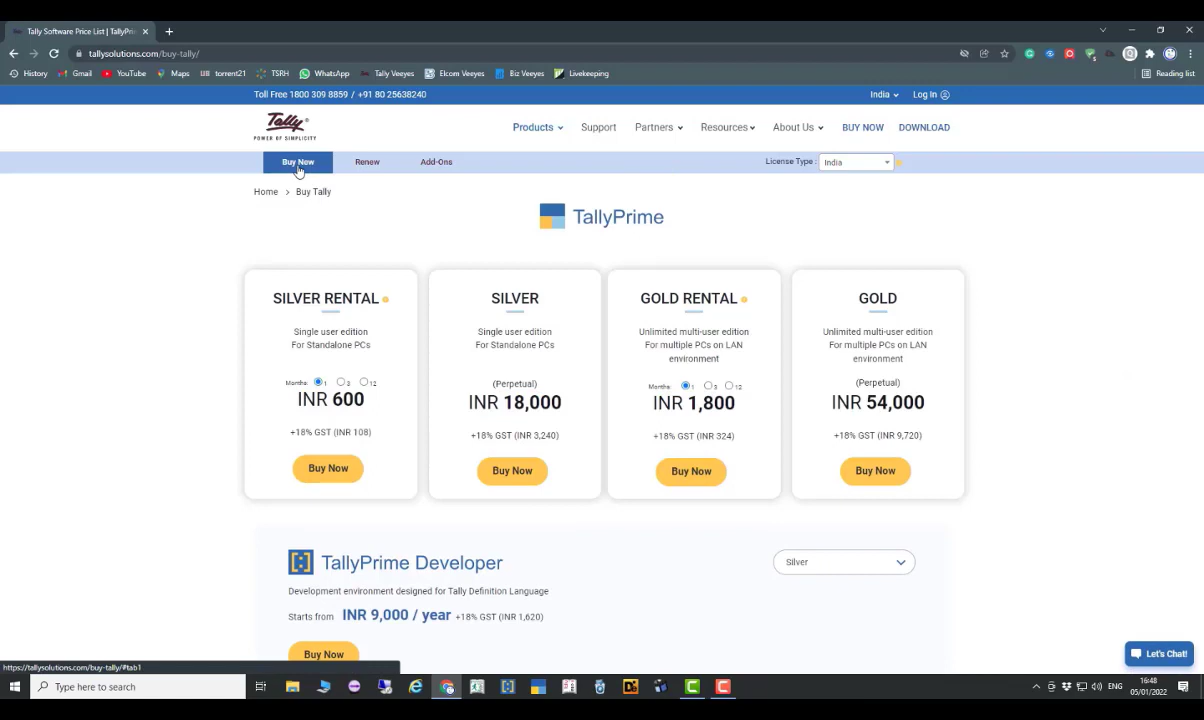 Tally Software Price List | TallyPri
tallysolutions.com/buy-tally/
History Gmail YouTube Maps torrent21 TSRH WhatsApp Tally Veeyes Elcom Veeyes Biz Veeyes Livekeeping Reading list
Toll Free 1800 309 8859 / +91 80 25638240 India Log In
Tally
POWER OF SIMPLICITY
Products Support Partners Resources About Us BUY NOW DOWNLOAD
Buy New Renew Add-Ons License Type : India
Home > Buy Tally
TallyPrime
SILVER RENTAL
Single user edition
For Standalone PCs
Months: 1 3 12
INR 600
+18% GST (INR 108)
Buy Now
SILVER
Single user edition
For Standalone PCs
(Perpetual)
INR 18,000
+18% GST (INR 3,240)
Buy Now
GOLD RENTAL
Unlimited multi-user edition
For multiple PCs on LAN
environment
Months: 1 3 12
INR 1,800
+18% GST (INR 324)
Buy Now
GOLD
Unlimited multi-user edition
For multiple PCs on LAN
environment
(Perpetual)
INR 54,000
+18% GST (INR 9,720)
Buy Now
TallyPrime Developer
Silver
Development environment designed for Tally Definition Language
Starts from INR 9,000 / year +18% GST (INR 1,620)
Buy Now
Let's Chat!
https://tallysolutions.com/buy-tally/#tab1
Type here to search
ENG
16:48
05/01/2022